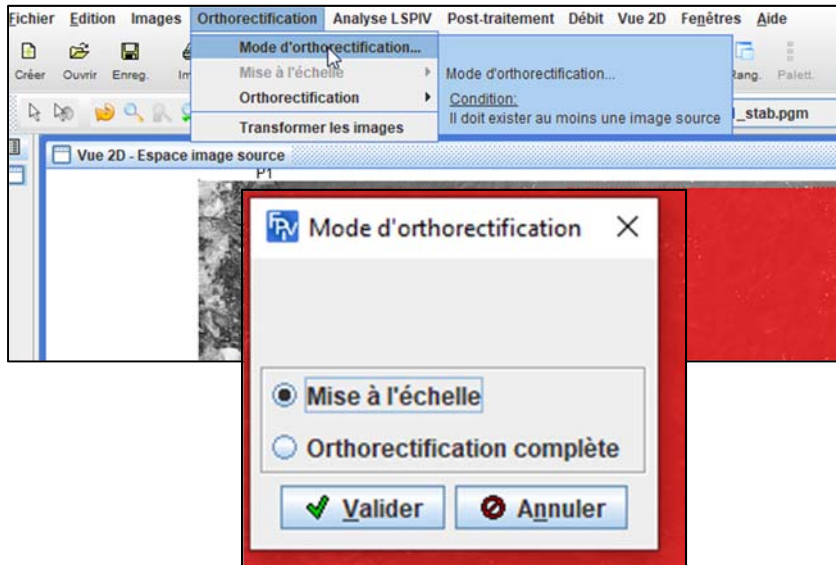 Fichier Edition Images Orthorectification Analyse LSPIV Post-traitement Débit Vue 2D Fenêtres Aide
Créer Ouvrir Enreg. Rang. Palett.
Mode d'orthorectification...
Mise à l'échelle
Orthorectification
Transformer les images
Mode d'orthorectification...
Condition:
Il doit exister au moins une image source
_stab.pgm
Vue 2D - Espace image source
P1
FPIV Mode d'orthorectification
Mise à l'échelle
Orthorectification complète
Valider Annuler